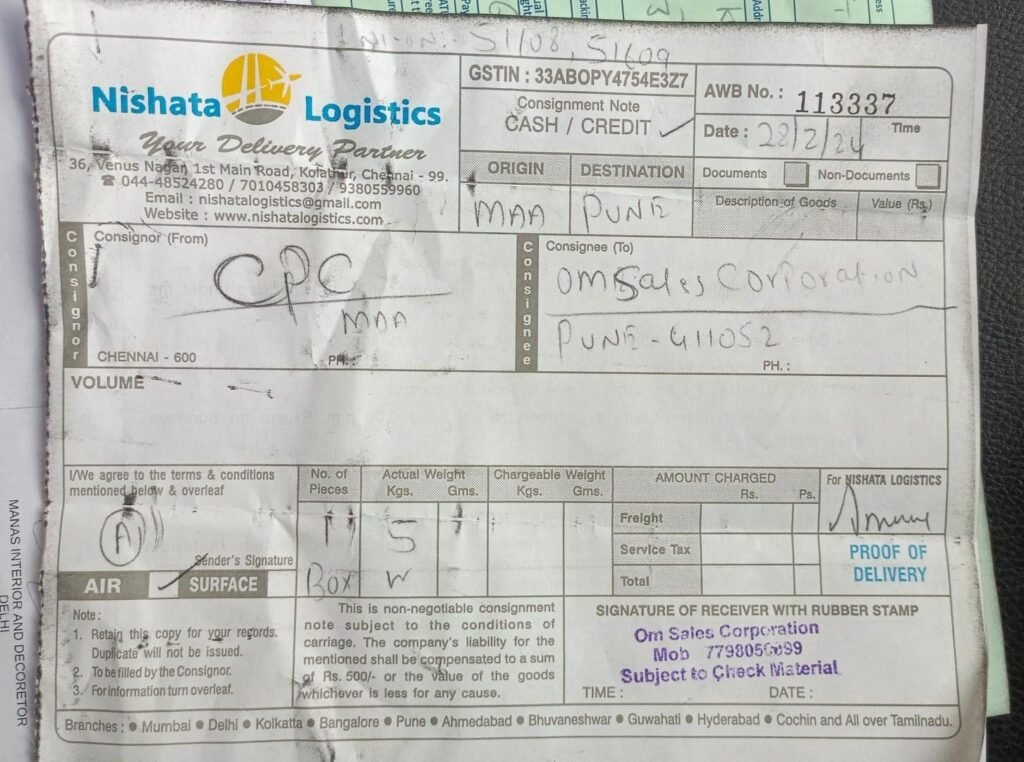 51/08, 51/09
Nishata Logistics
Your Delivery Partner
36, Venus Nagar, 1st Main Road, Kolathur, Chennai - 99.
☎ 044-48524280 / 7010458303 / 9380559960
Email : nishatalogistics@gmail.com
Website : www.nishatalogistics.com
GSTIN : 33ABOPY4754E3Z7
Consignment Note
CASH / CREDIT ✓
AWB No. : 113337
Date : 28/2/24 Time
ORIGIN DESTINATION
MAA PUNE
Documents Non-Documents
Description of Goods Value (Rs.)
Consignor
Consignor (From)
CPC
MAA
CHENNAI - 600 PH. :
Consignee
Consignee (To)
OM Sales Corporation
PUNE - 411052
PH. :
VOLUME
I/We agree to the terms & conditions
mentioned below & overleaf
A
Sender's Signature
AIR ✓ SURFACE
No. of Pieces
1
Box
Actual Weight
Kgs. Gms.
5
W
Chargeable Weight
Kgs. Gms.
AMOUNT CHARGED
Rs. Ps.
Freight
Service Tax
Total
For NISHATA LOGISTICS
PROOF OF
DELIVERY
Note :
1. Retain this copy for your records.
Duplicate will not be issued.
2. To be filled by the Consignor.
3. For information turn overleaf.
This is non-negotiable consignment
note subject to the conditions of
carriage. The company's liability for the
mentioned shall be compensated to a sum
of Rs. 500/- or the value of the goods
whichever is less for any cause.
SIGNATURE OF RECEIVER WITH RUBBER STAMP
Om Sales Corporation
Mob
Subject to Check Material
TIME : DATE :
Branches : ● Mumbai ● Delhi ● Kolkatta ● Bangalore ● Pune ● Ahmedabad ● Bhuvaneshwar ● Guwahati ● Hyderabad ● Cochin and All over Tamilnadu.
MANAS INTERIOR AND DECORETOR
DELHI